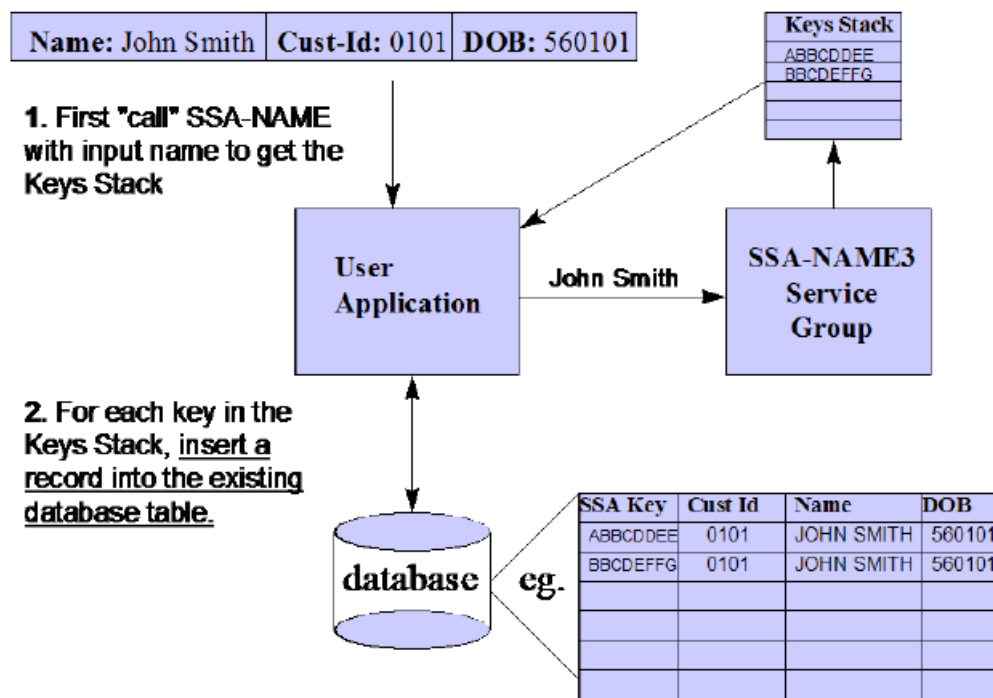 Name: John Smith Cust-Id: 0101 DOB: 560101
Keys Stack
ABBCDDEE
BBCDEFFG
1. First "call" SSA-NAME
with input name to get the
Keys Stack
User
Application
John Smith
SSA-NAME3
Service
Group
2. For each key in the
Keys Stack, insert a
record into the existing
database table.
database
eg.
SSA Key Cust Id Name DOB
ABBCDDEE 0101 JOHN SMITH 560101
BBCDEFFG 0101 JOHN SMITH 560101